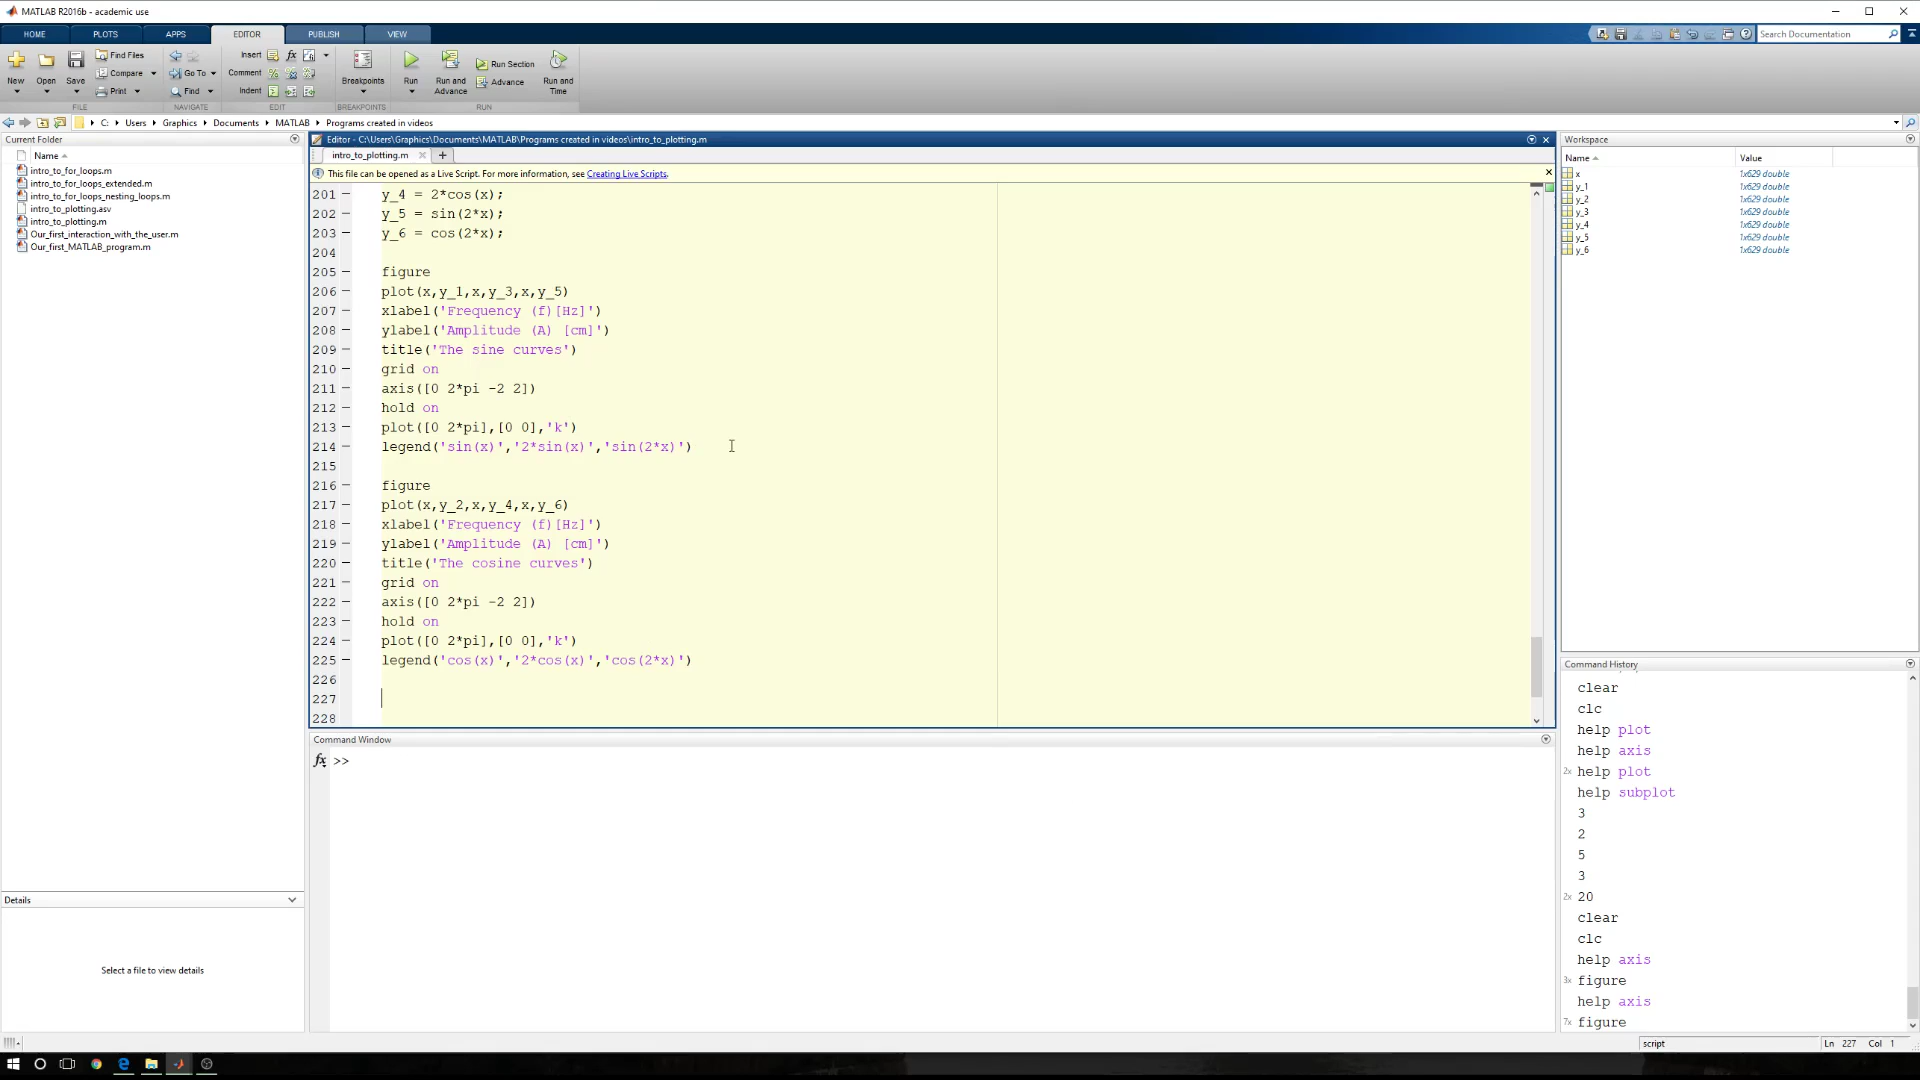 MATLAB R2016b - academic use
HOME PLOTS APPS EDITOR PUBLISH VIEW
Search Documentation
New Open Save
Find Files
Compare
Print
Go To
Find
Insert
Comment
Indent
fx
Breakpoints
Run
Run and Advance
Run Section
Advance
Run and Time
FILE NAVIGATE EDIT BREAKPOINTS RUN
C: Users Graphics Documents MATLAB Programs created in videos
Current Folder
Name
intro_to_for_loops.m
intro_to_for_loops_extended.m
intro_to_for_loops_nesting_loops.m
intro_to_plotting.asv
intro_to_plotting.m
Our_first_interaction_with_the_user.m
Our_first_MATLAB_program.m
Details
Select a file to view details
Editor - C:\Users\Graphics\Documents\MATLAB\Programs created in videos\intro_to_plotting.m
intro_to_plotting.m
This file can be opened as a Live Script. For more information, see Creating Live Scripts.
201 – y_4 = 2*cos(x);
202 – y_5 = sin(2*x);
203 – y_6 = cos(2*x);
204
205 – figure
206 – plot(x,y_1,x,y_3,x,y_5)
207 – xlabel('Frequency (f)[Hz]')
208 – ylabel('Amplitude (A) [cm]')
209 – title('The sine curves')
210 – grid on
211 – axis([0 2*pi -2 2])
212 – hold on
213 – plot([0 2*pi],[0 0],'k')
214 – legend('sin(x)','2*sin(x)','sin(2*x)')
215
216 – figure
217 – plot(x,y_2,x,y_4,x,y_6)
218 – xlabel('Frequency (f)[Hz]')
219 – ylabel('Amplitude (A) [cm]')
220 – title('The cosine curves')
221 – grid on
222 – axis([0 2*pi -2 2])
223 – hold on
224 – plot([0 2*pi],[0 0],'k')
225 – legend('cos(x)','2*cos(x)','cos(2*x)')
226
227
228
Command Window
fx >>
Workspace
Name Value
x 1x629 double
y_1 1x629 double
y_2 1x629 double
y_3 1x629 double
y_4 1x629 double
y_5 1x629 double
y_6 1x629 double
Command History
clear
clc
help plot
help axis
2x help plot
help subplot
3
2
5
3
2x 20
clear
clc
help axis
3x figure
help axis
7x figure
script
Ln 227 Col 1